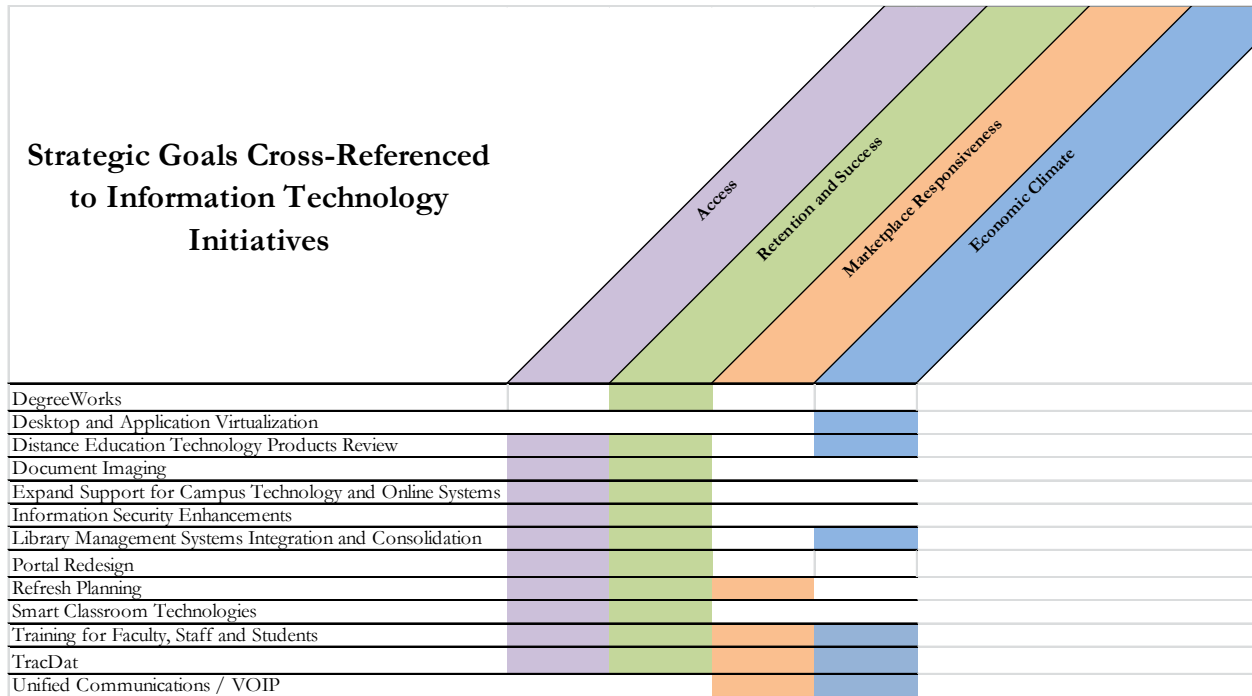 Strategic Goals Cross-Referenced
to Information Technology
Initiatives
Access
Retention and Success
Marketplace Responsiveness
Economic Climate
DegreeWorks
Desktop and Application Virtualization
Distance Education Technology Products Review
Document Imaging
Expand Support for Campus Technology and Online Systems
Information Security Enhancements
Library Management Systems Integration and Consolidation
Portal Redesign
Refresh Planning
Smart Classroom Technologies
Training for Faculty, Staff and Students
TracDat
Unified Communications / VOIP